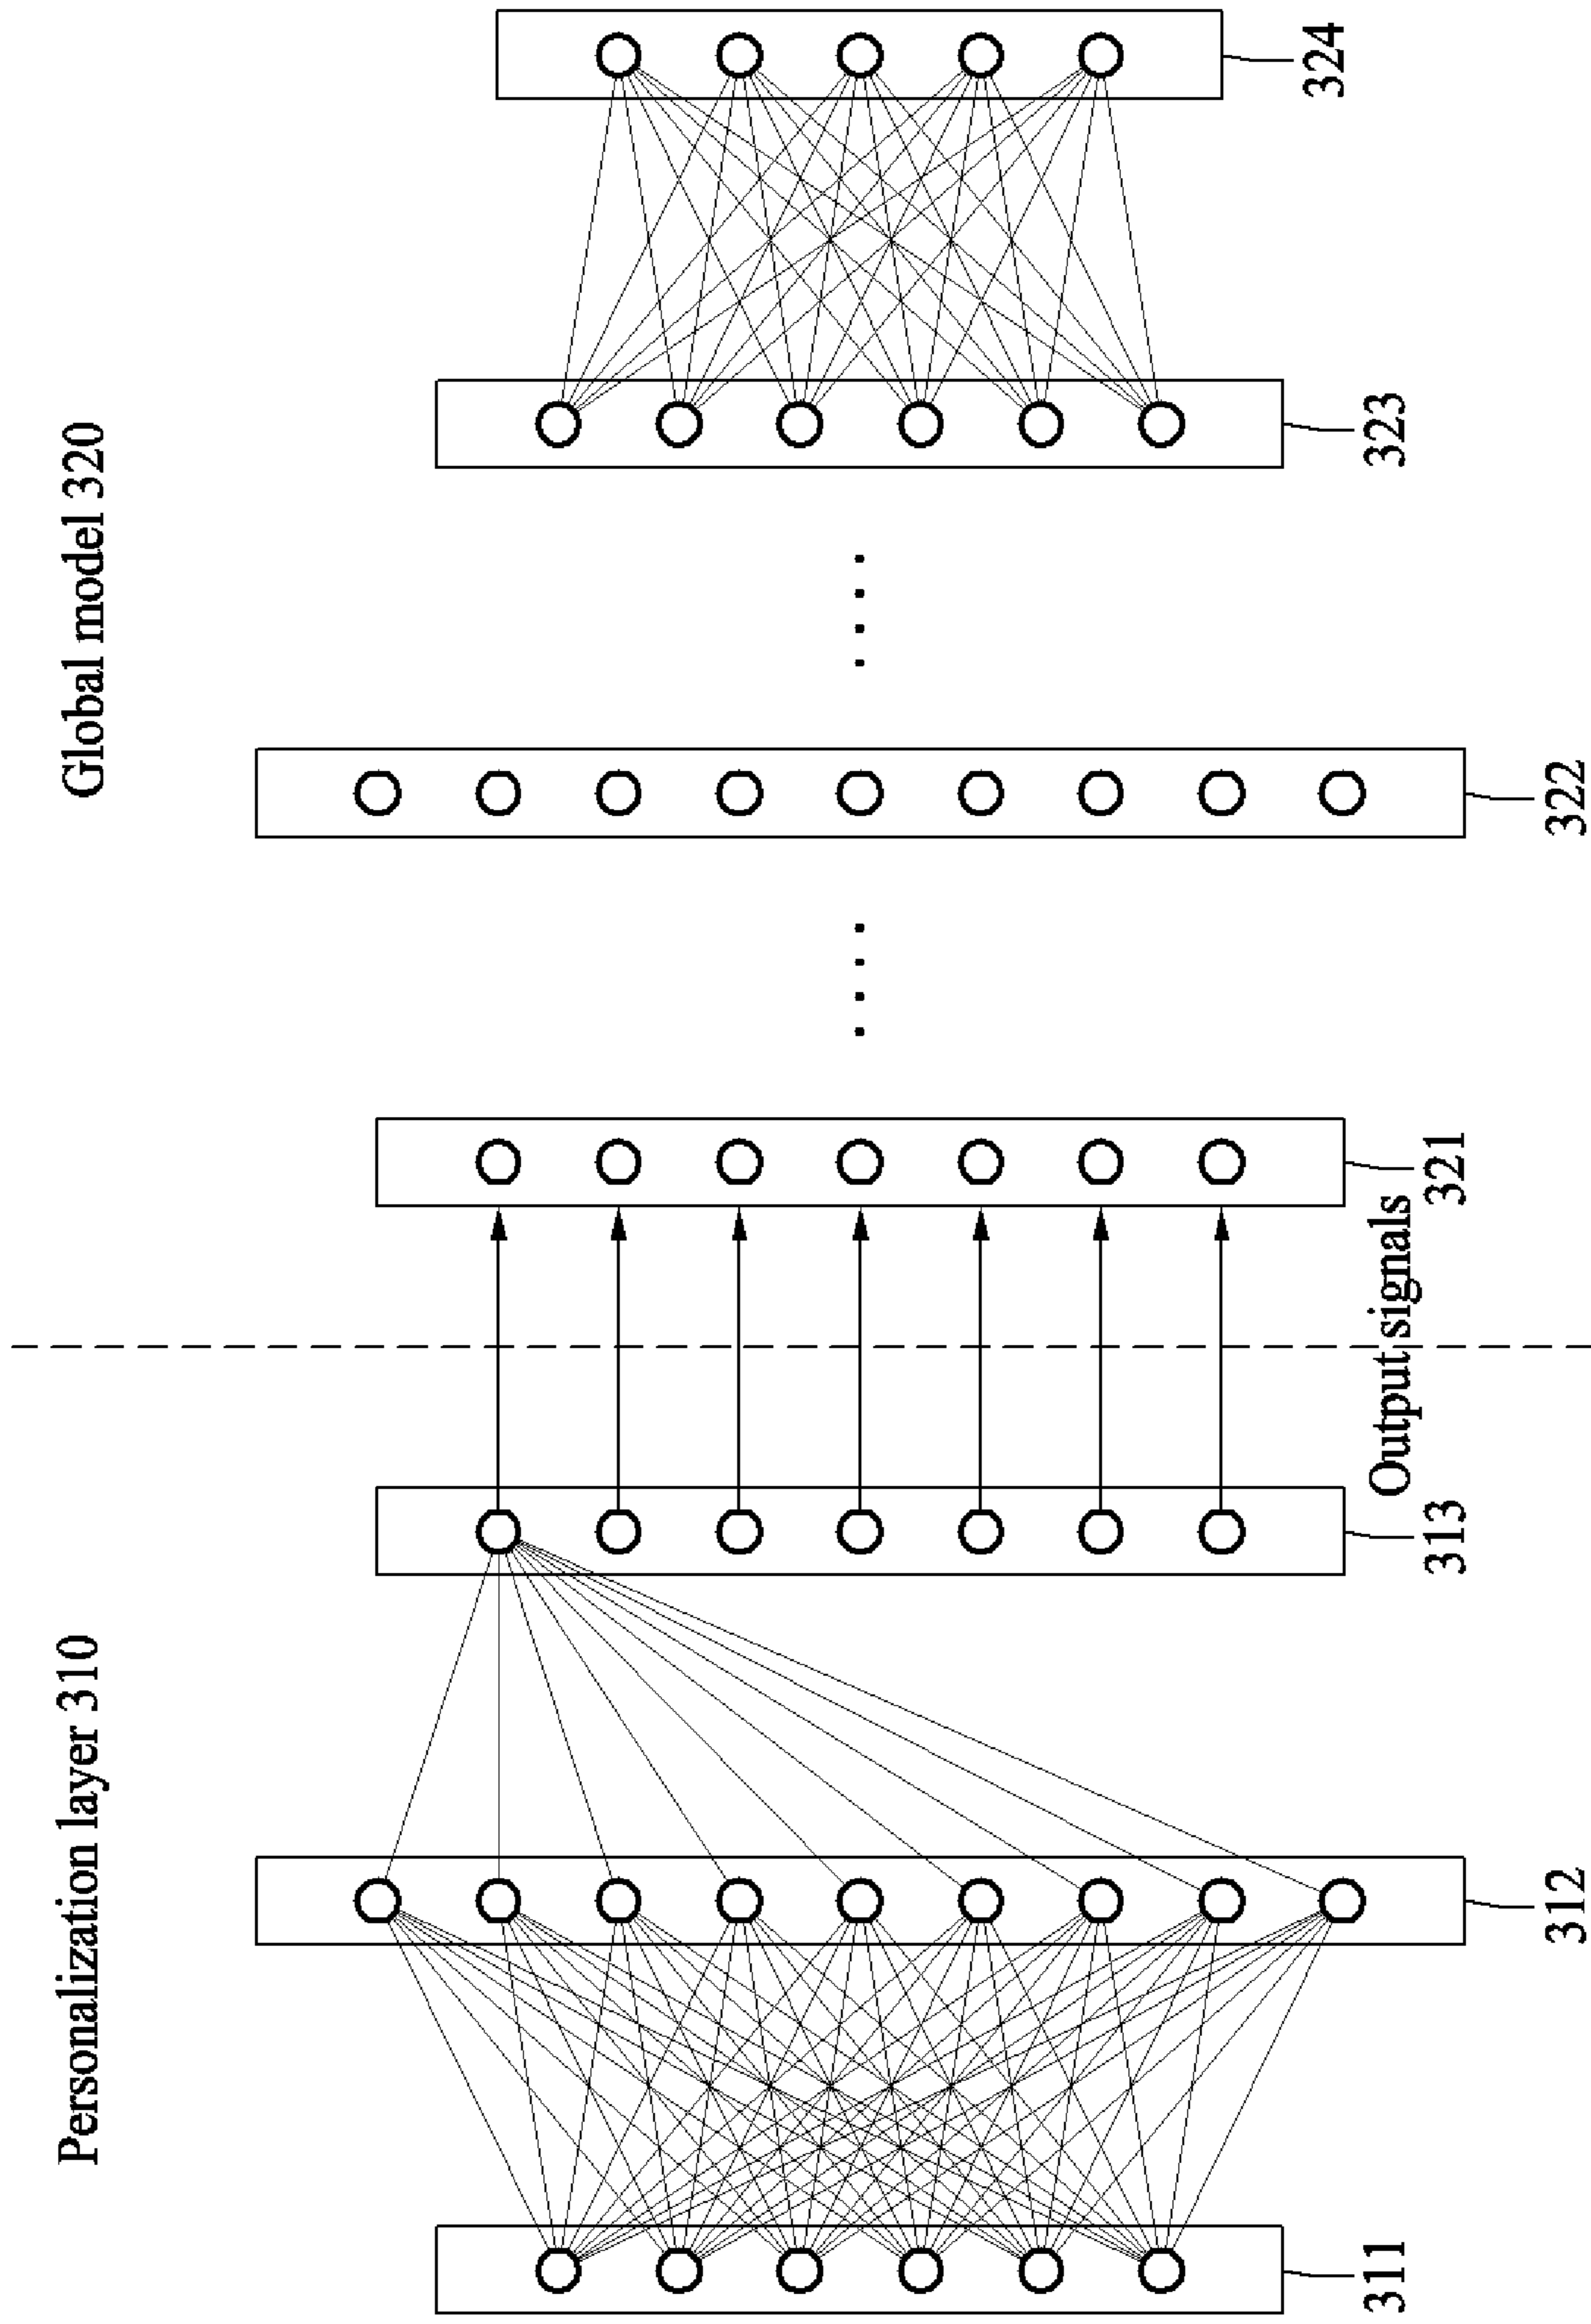 Personalization layer 310
Global model 320
311
312
313
Output signals
321
322
323
324